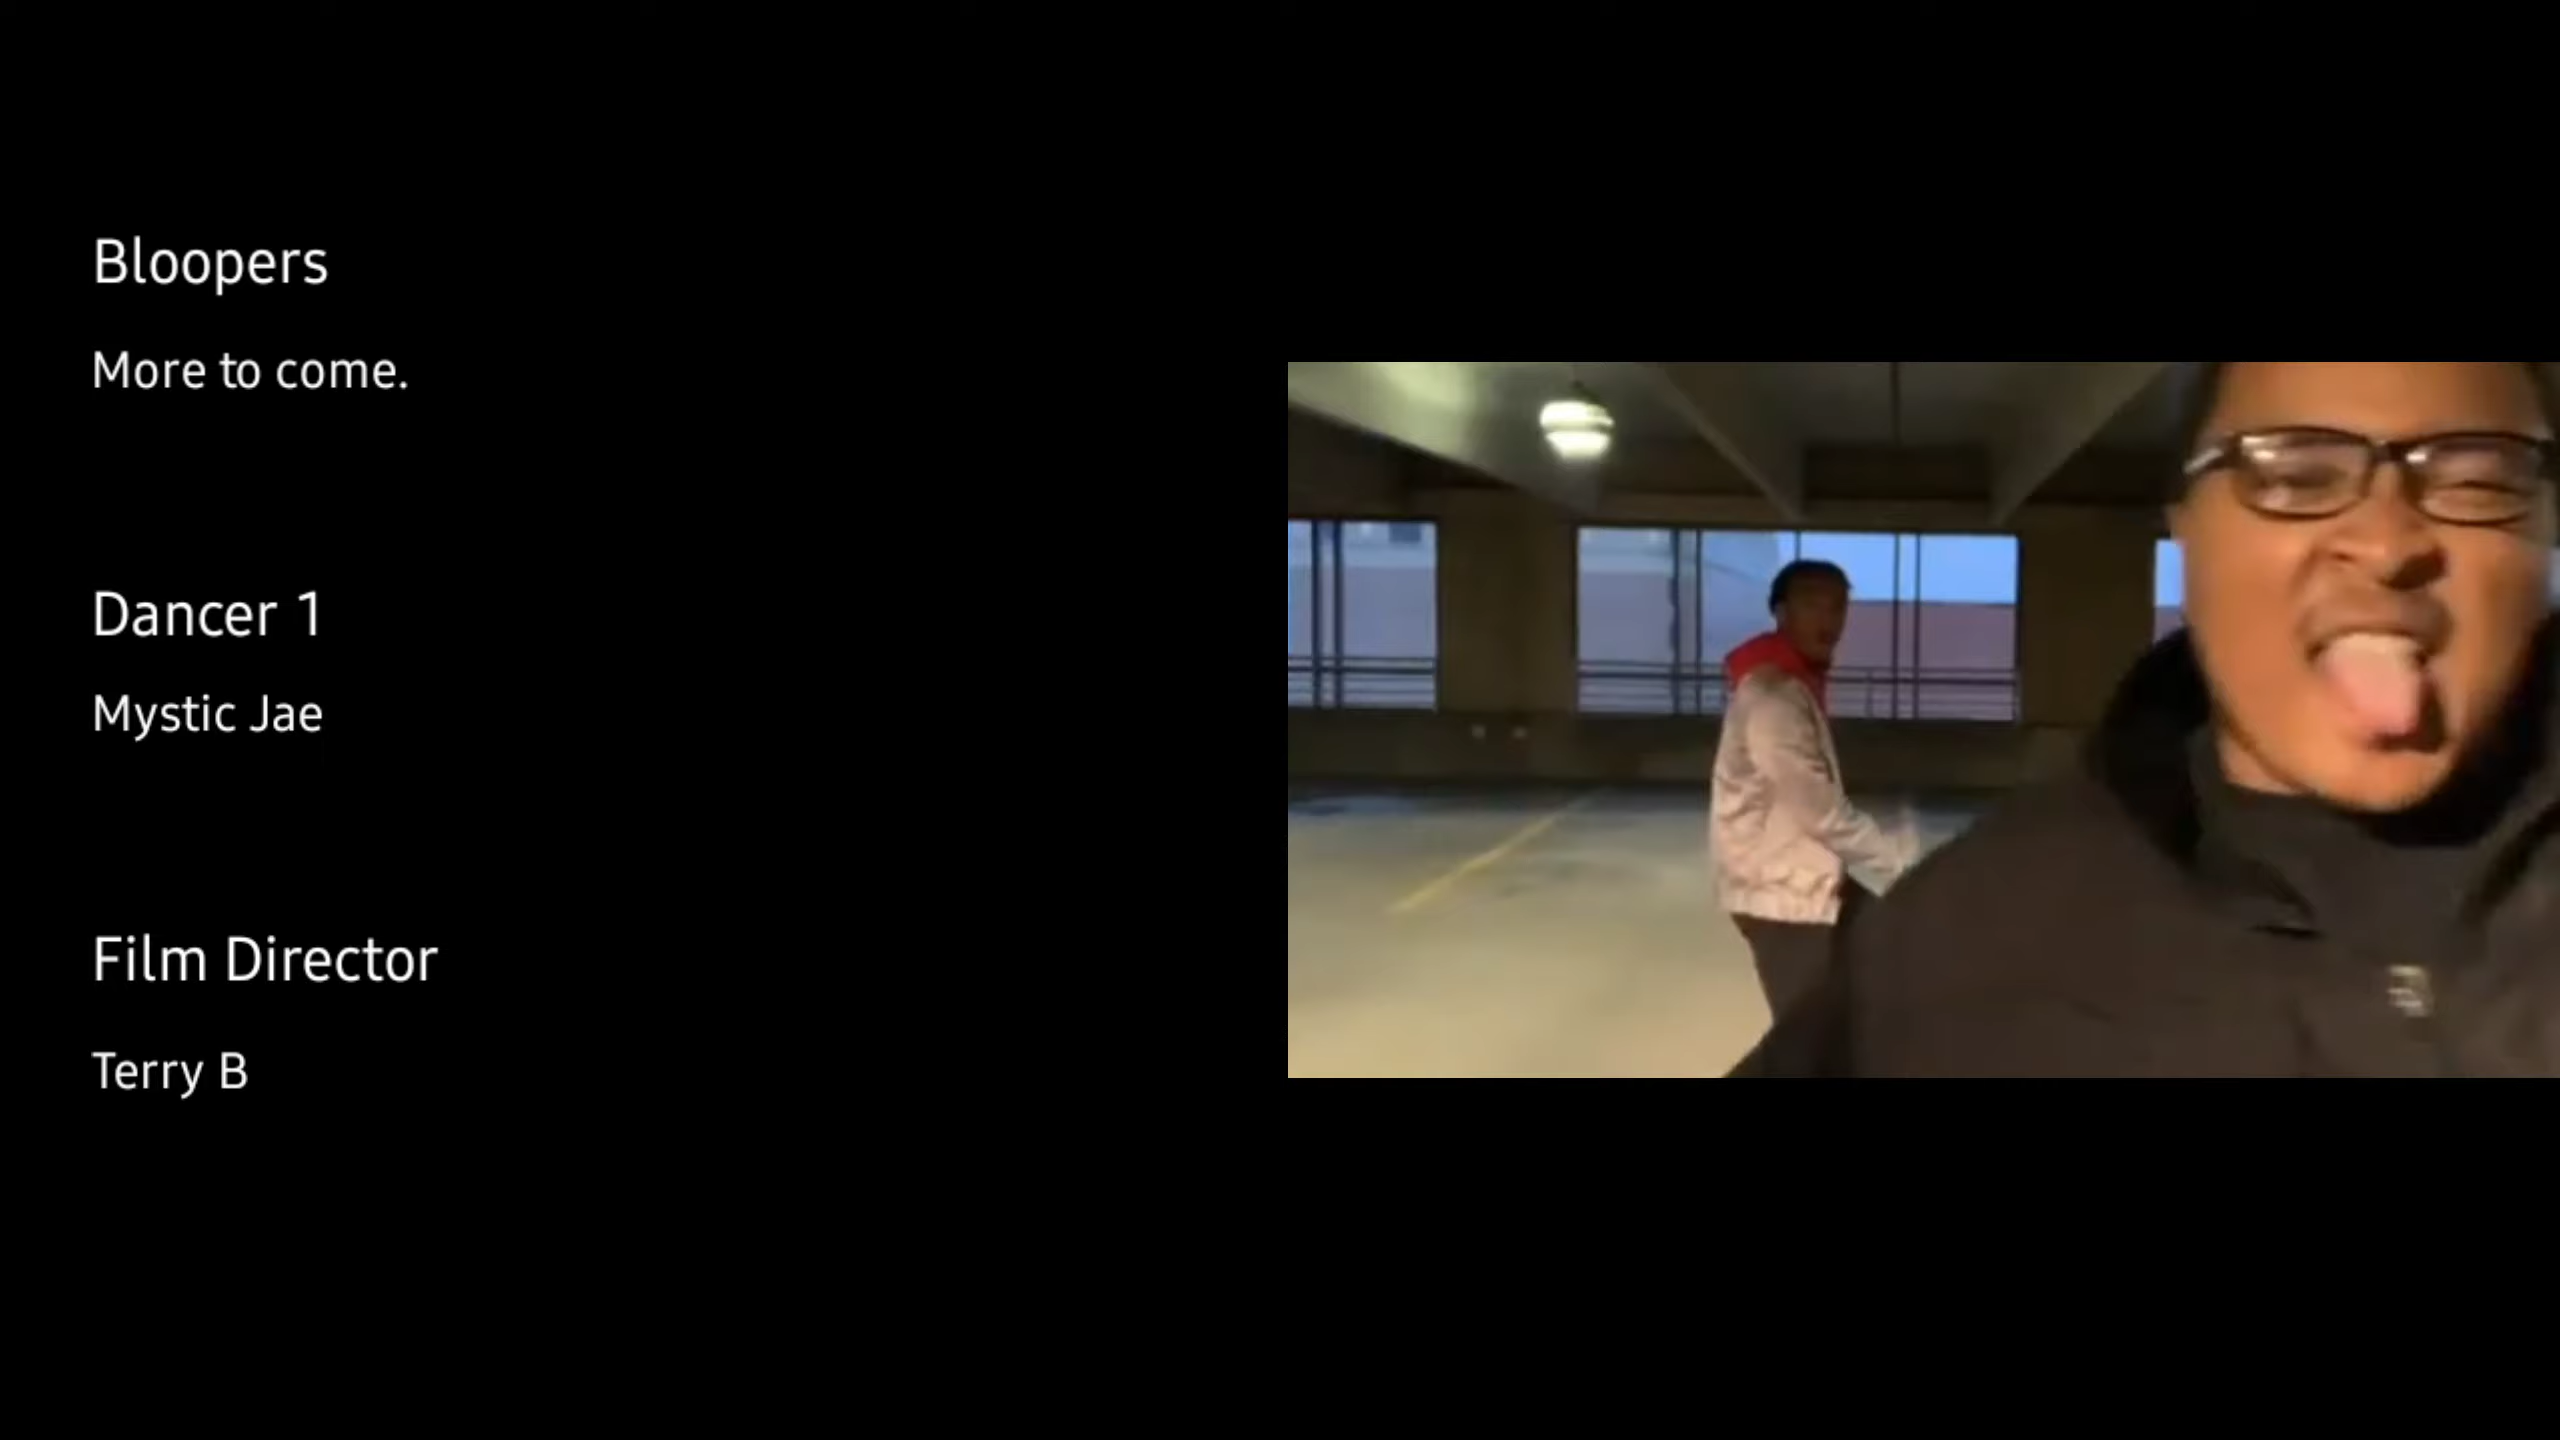 Bloopers
More to come.
Dancer 1
Mystic Jae
Film Director
Terry B